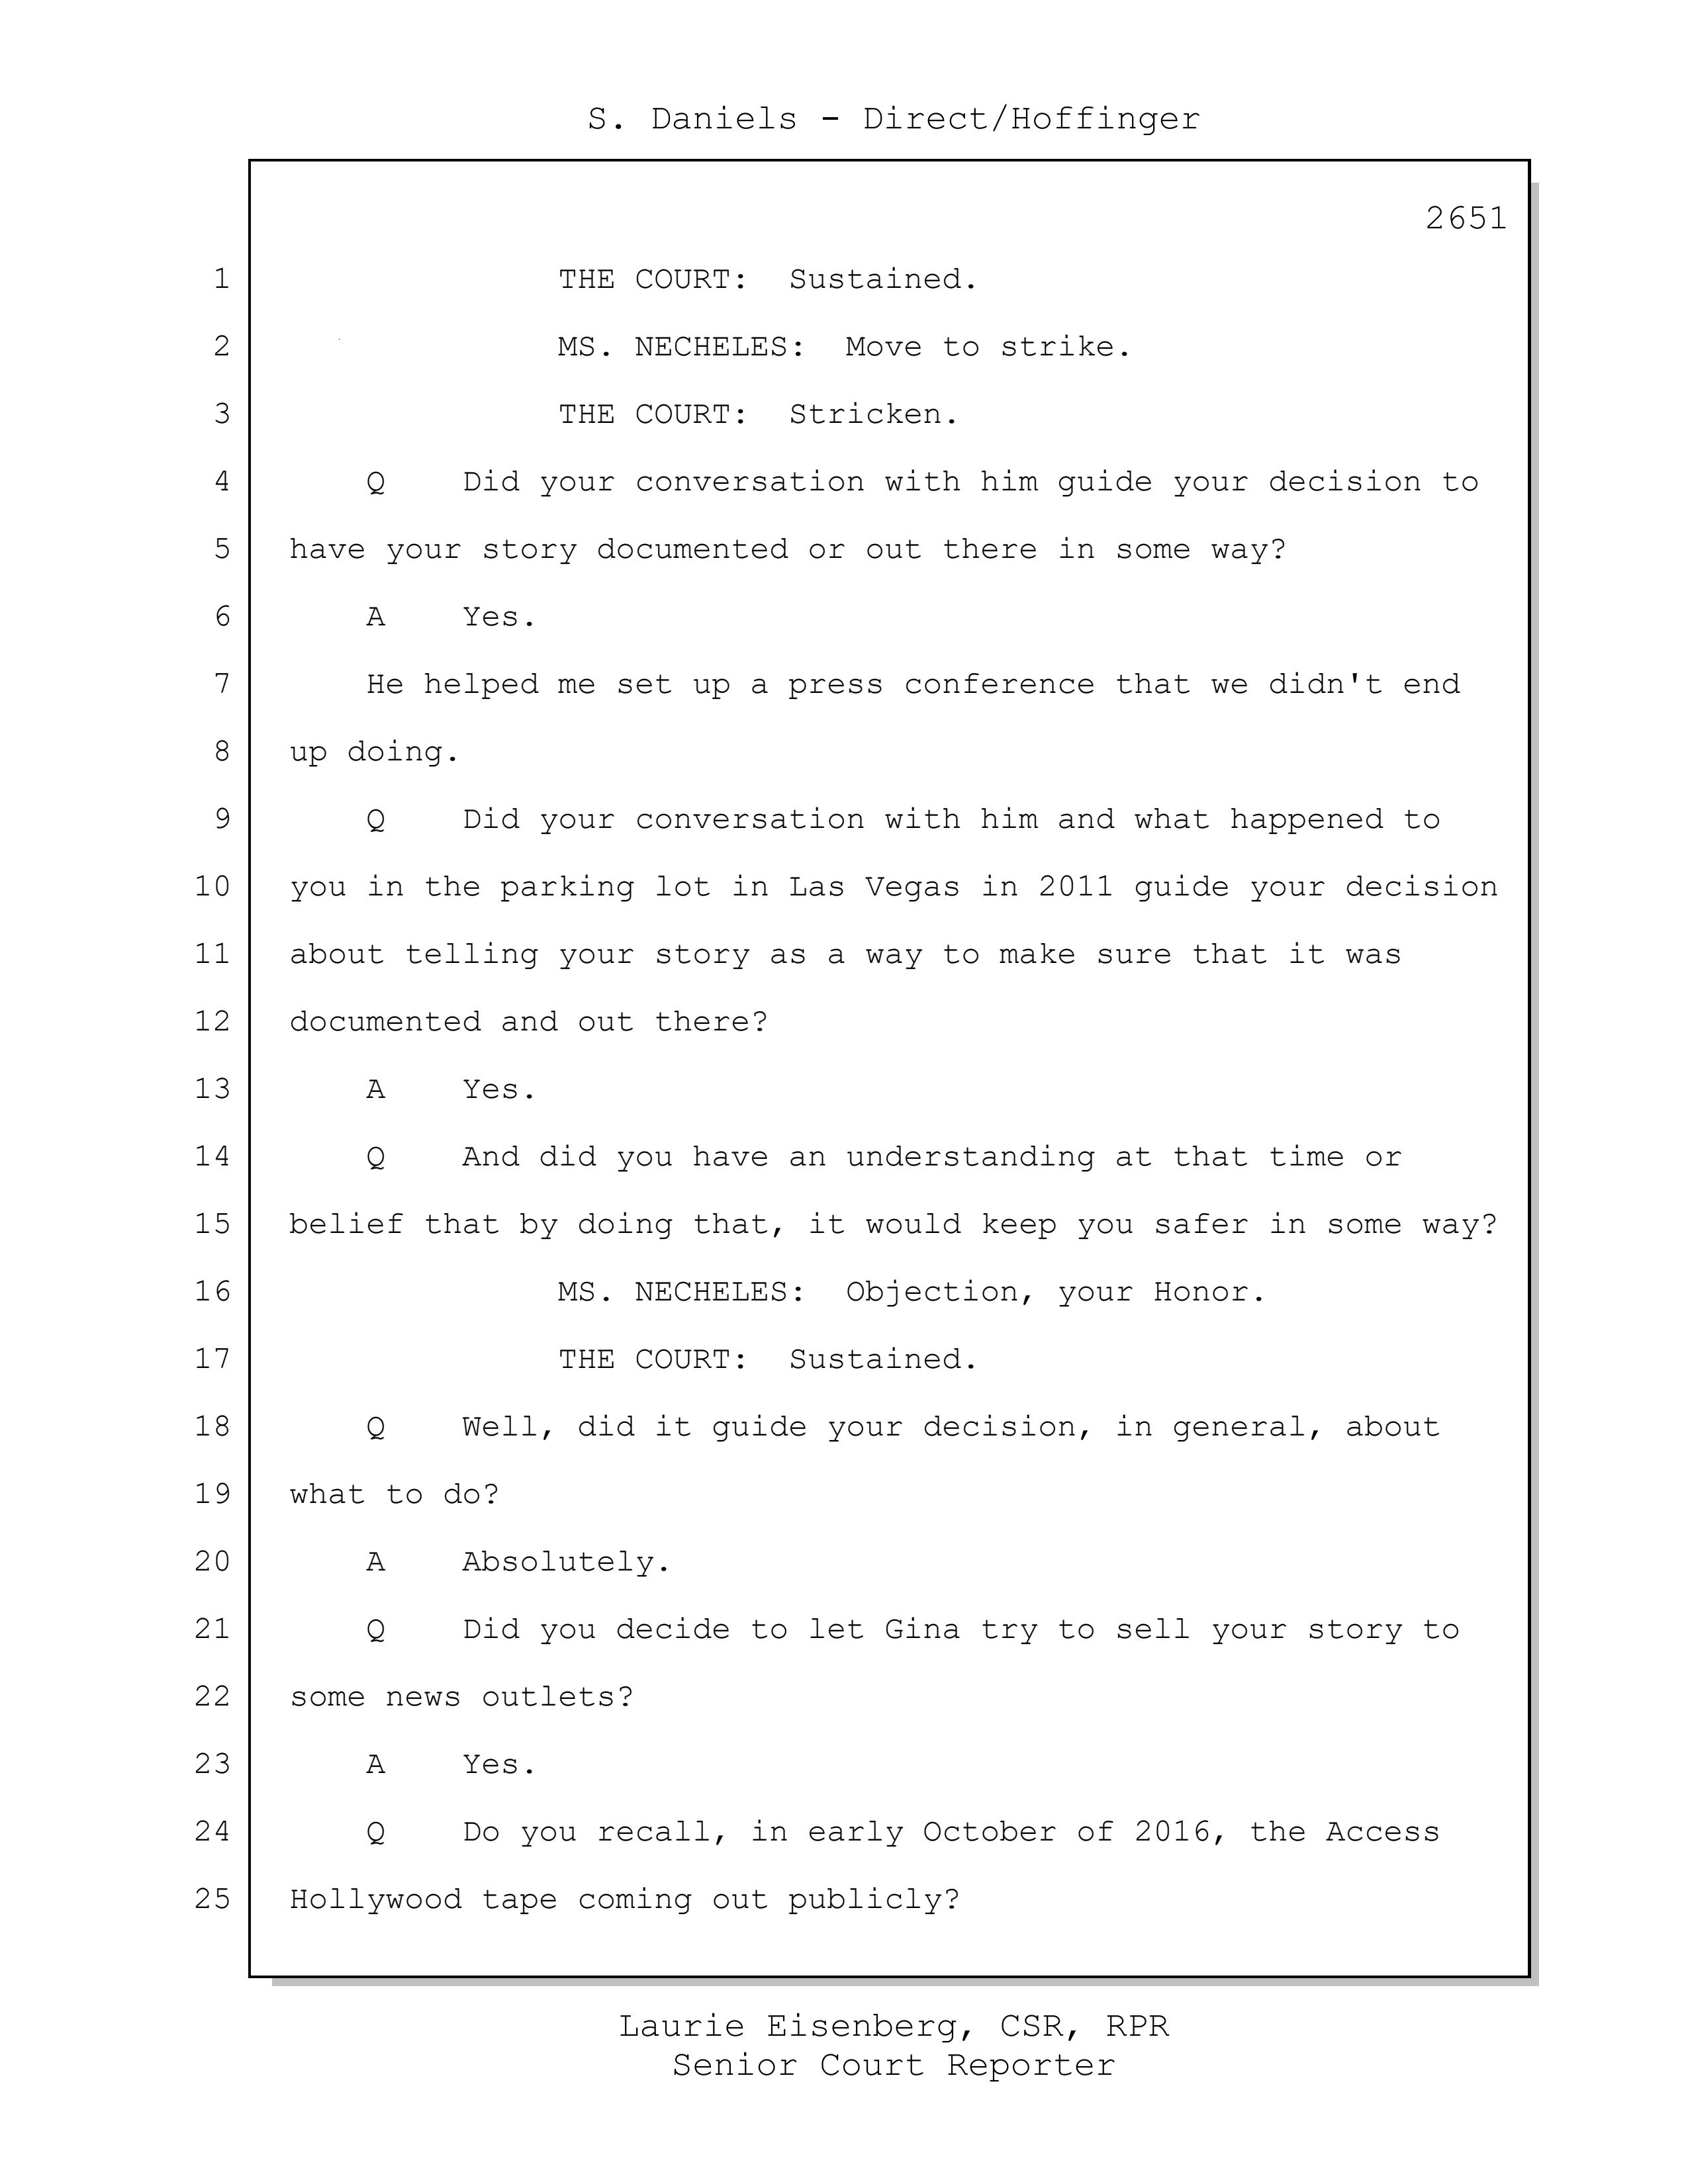 S. Daniels - Direct/Hoffinger
2651
1 THE COURT: Sustained.
2 MS. NECHELES: Move to strike.
3 THE COURT: Stricken.
4 Q Did your conversation with him guide your decision to
5 have your story documented or out there in some way?
6 A Yes.
7 He helped me set up a press conference that we didn't end
8 up doing.
9 Q Did your conversation with him and what happened to
10 you in the parking lot in Las Vegas in 2011 guide your decision
11 about telling your story as a way to make sure that it was
12 documented and out there?
13 A Yes.
14 Q And did you have an understanding at that time or
15 belief that by doing that, it would keep you safer in some way?
16 MS. NECHELES: Objection, your Honor.
17 THE COURT: Sustained.
18 Q Well, did it guide your decision, in general, about
19 what to do?
20 A Absolutely.
21 Q Did you decide to let Gina try to sell your story to
22 some news outlets?
23 A Yes.
24 Q Do you recall, in early October of 2016, the Access
25 Hollywood tape coming out publicly?
Laurie Eisenberg, CSR, RPR
Senior Court Reporter